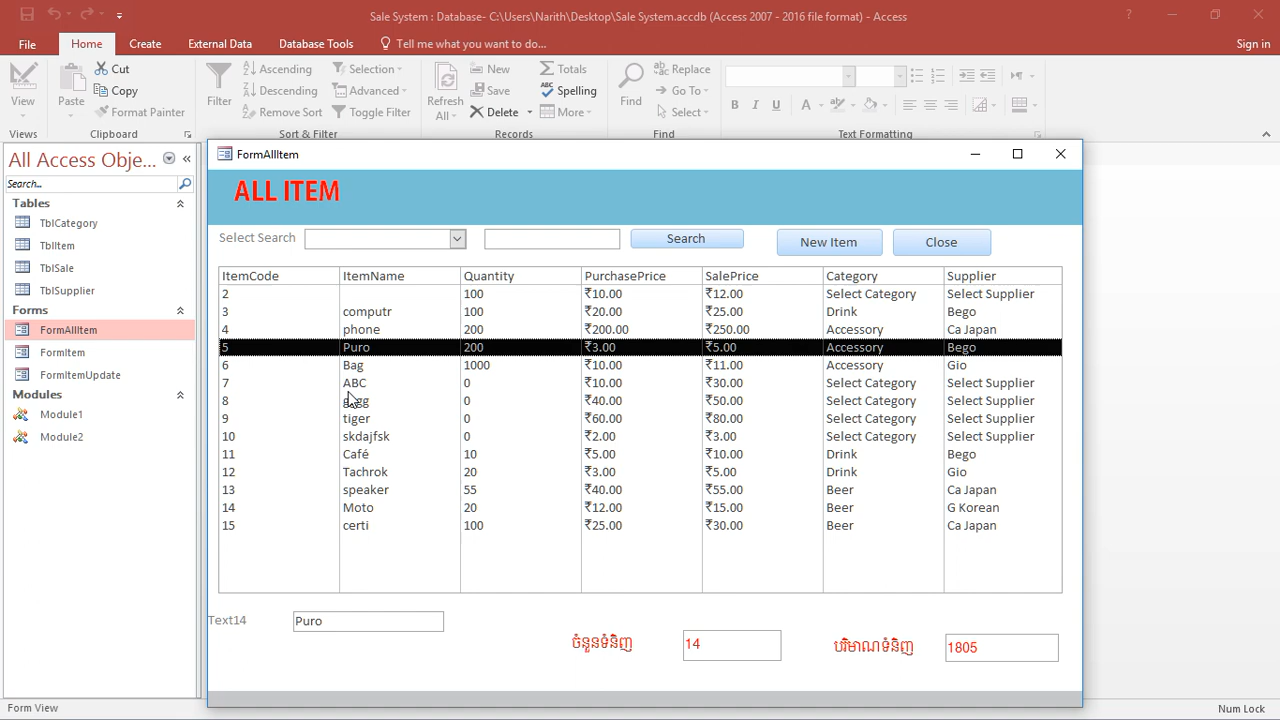 Sale System : Database- C:\Users\Narith\Desktop\Sale System.accdb (Access 2007 - 2016 file format) - Access
File Home Create External Data Database Tools Tell me what you want to do... Sign in
View
Views
Paste
Cut
Copy
Format Painter
Clipboard
Filter
Ascending
Descending
Remove Sort
Selection
Advanced
Toggle Filter
Sort & Filter
Refresh
All
New
Save
Delete
Totals
Spelling
More
Records
Find
Replace
Go To
Select
Find
B I U A
Text Formatting
All Access Obje...
Search...
Tables
TblCategory
TblItem
TblSale
TblSupplier
Forms
FormAllItem
FormItem
FormItemUpdate
Modules
Module1
Module2
FormAllItem
ALL ITEM
Select Search Search New Item Close
ItemCode ItemName Quantity PurchasePrice SalePrice Category Supplier
2 100 ₹10.00 ₹12.00 Select Category Select Supplier
3 computr 100 ₹20.00 ₹25.00 Drink Bego
4 phone 200 ₹200.00 ₹250.00 Accessory Ca Japan
5 Puro 200 ₹3.00 ₹5.00 Accessory Bego
6 Bag 1000 ₹10.00 ₹11.00 Accessory Gio
7 ABC 0 ₹10.00 ₹30.00 Select Category Select Supplier
8 0 ₹40.00 ₹50.00 Select Category Select Supplier
9 tiger 0 ₹60.00 ₹80.00 Select Category Select Supplier
10 skdajfsk 0 ₹2.00 ₹3.00 Select Category Select Supplier
11 Café 10 ₹5.00 ₹10.00 Drink Bego
12 Tachrok 20 ₹3.00 ₹5.00 Drink Gio
13 speaker 55 ₹40.00 ₹55.00 Beer Ca Japan
14 Moto 20 ₹12.00 ₹15.00 Beer G Korean
15 certi 100 ₹25.00 ₹30.00 Beer Ca Japan
Text14 Puro
ចំនួនទំនិញ 14 បរិមាណទំនិញ 1805
Form View Num Lock